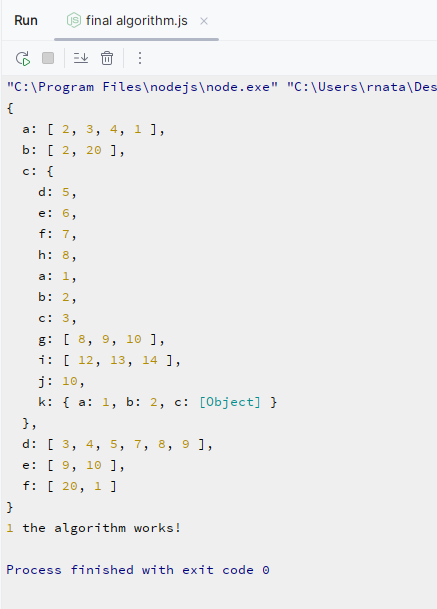 Run final algorithm.js
"C:\Program Files\nodejs\node.exe" "C:\Users\rnata\Des
{
  a: [ 2, 3, 4, 1 ],
  b: [ 2, 20 ],
  c: {
    d: 5,
    e: 6,
    f: 7,
    h: 8,
    a: 1,
    b: 2,
    c: 3,
    g: [ 8, 9, 10 ],
    i: [ 12, 13, 14 ],
    j: 10,
    k: { a: 1, b: 2, c: [Object] }
  },
  d: [ 3, 4, 5, 7, 8, 9 ],
  e: [ 9, 10 ],
  f: [ 20, 1 ]
}
1 the algorithm works!
Process finished with exit code 0